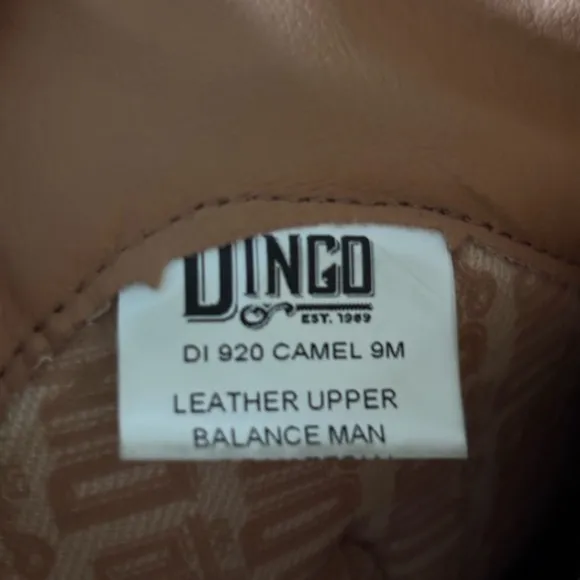 DINGO
EST. 1969
DI 920 CAMEL 9M
LEATHER UPPER
BALANCE MAN